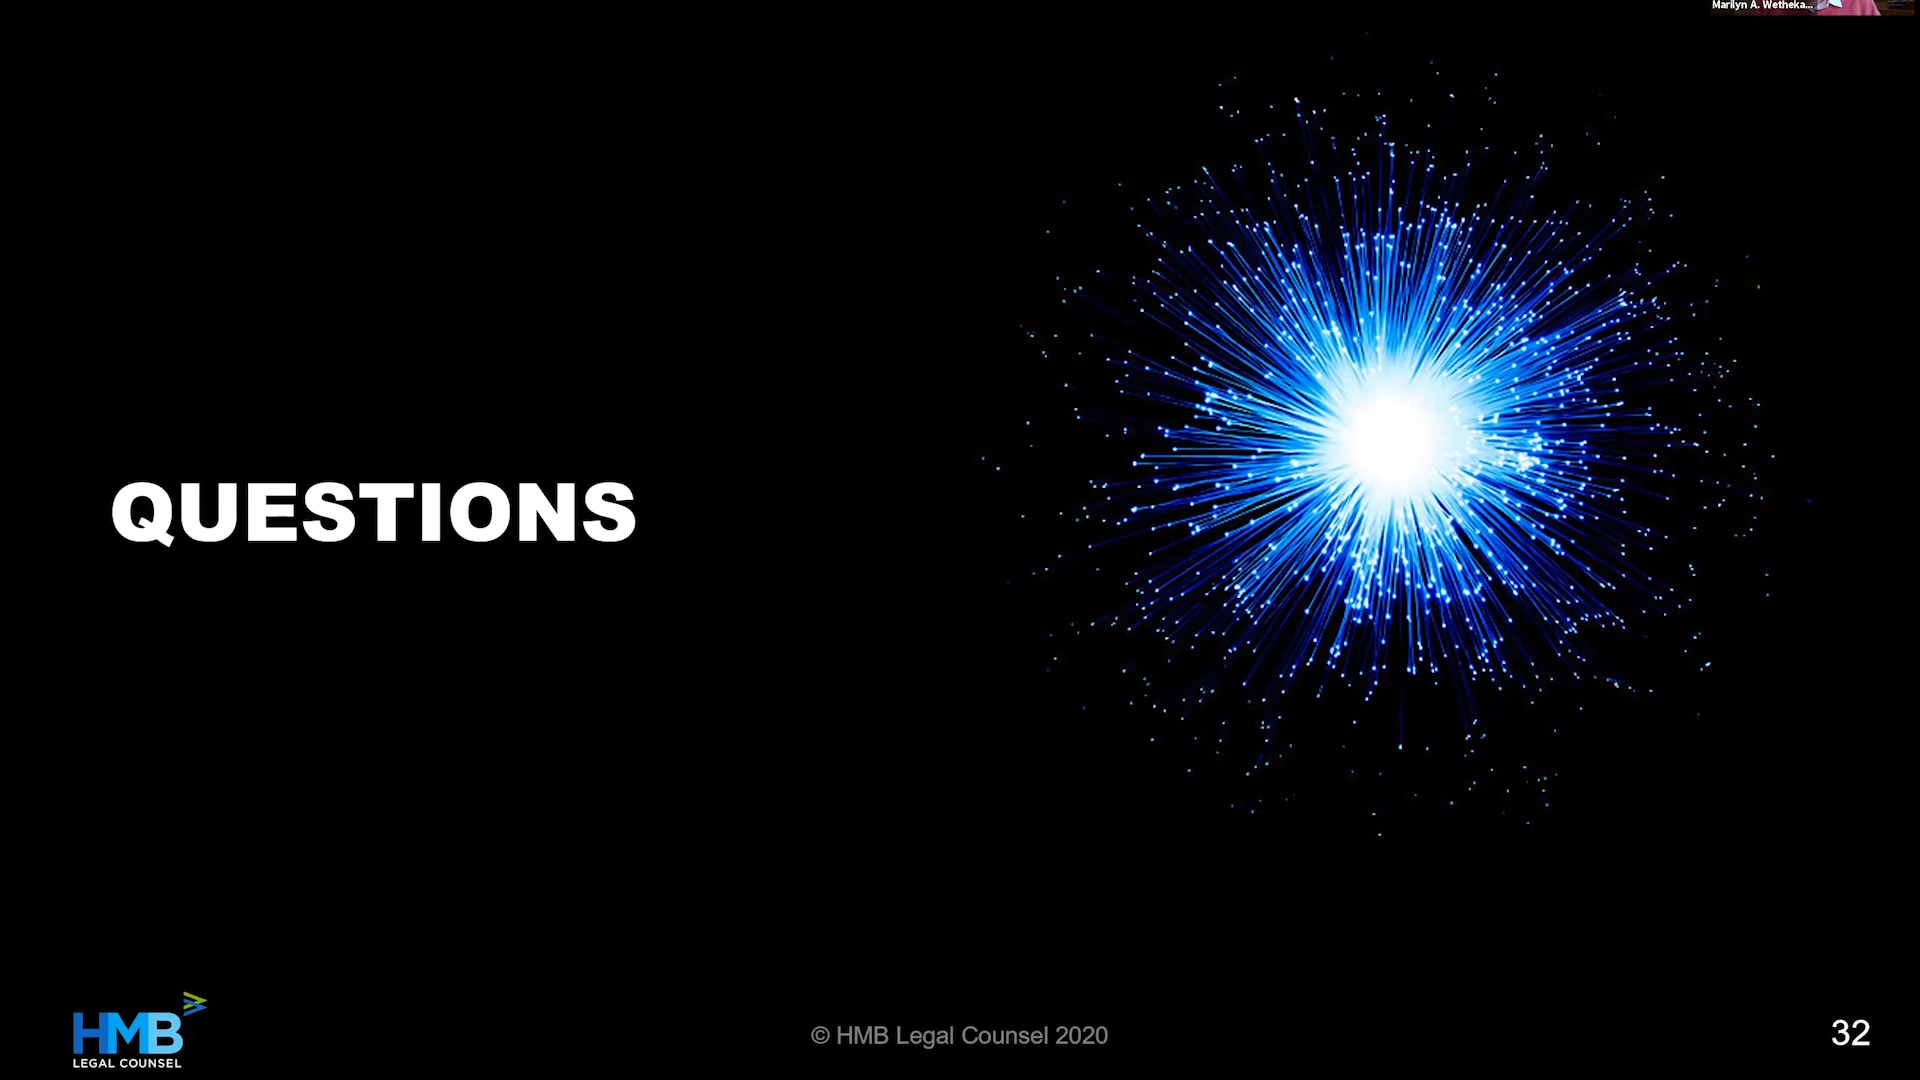 Marilyn A. Wetheka...
QUESTIONS
HMB
LEGAL COUNSEL
© HMB Legal Counsel 2020
32